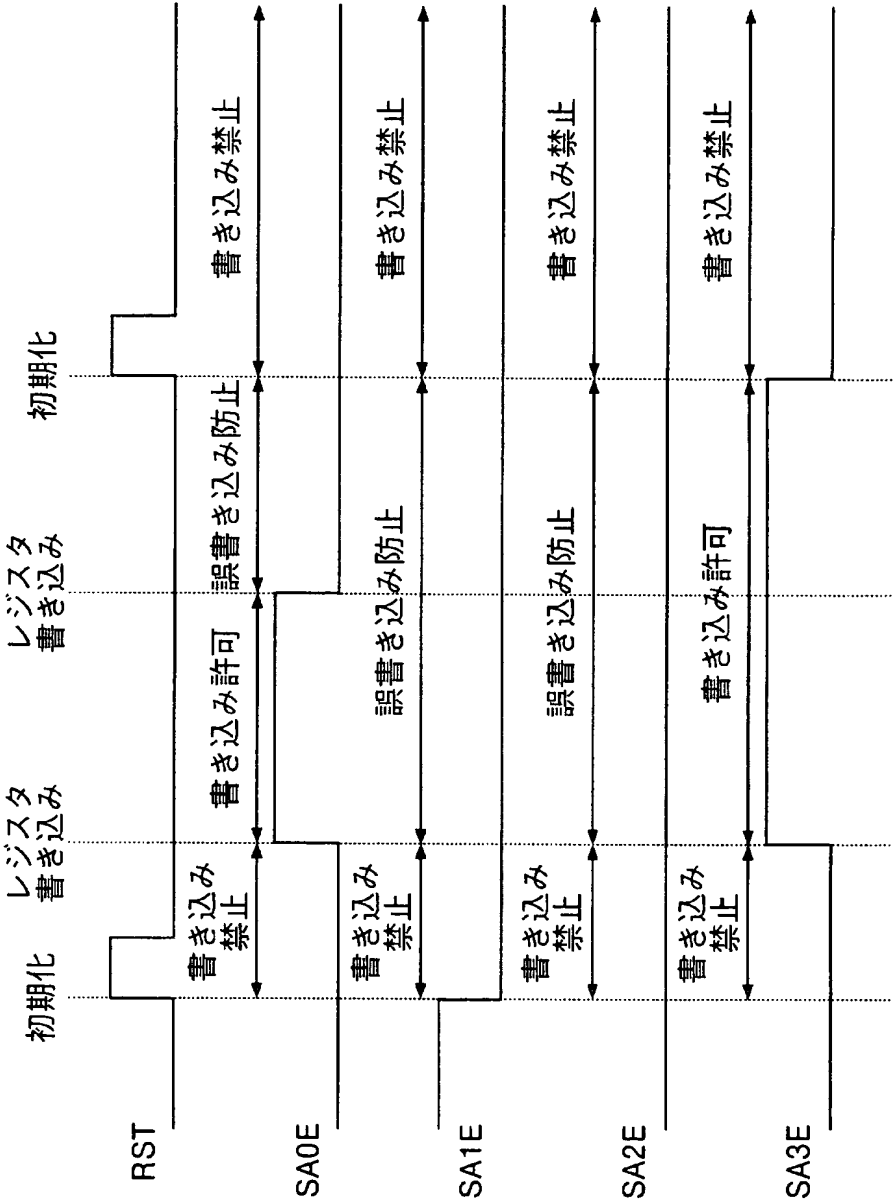 初期化
レジスタ
書き込み
レジスタ
書き込み
初期化
RST
書き込み
禁止
書き込み許可
誤書き込み防止
書き込み禁止
SA0E
書き込み
禁止
誤書き込み防止
書き込み禁止
SA1E
書き込み
禁止
誤書き込み防止
書き込み禁止
SA2E
書き込み
禁止
書き込み許可
書き込み禁止
SA3E